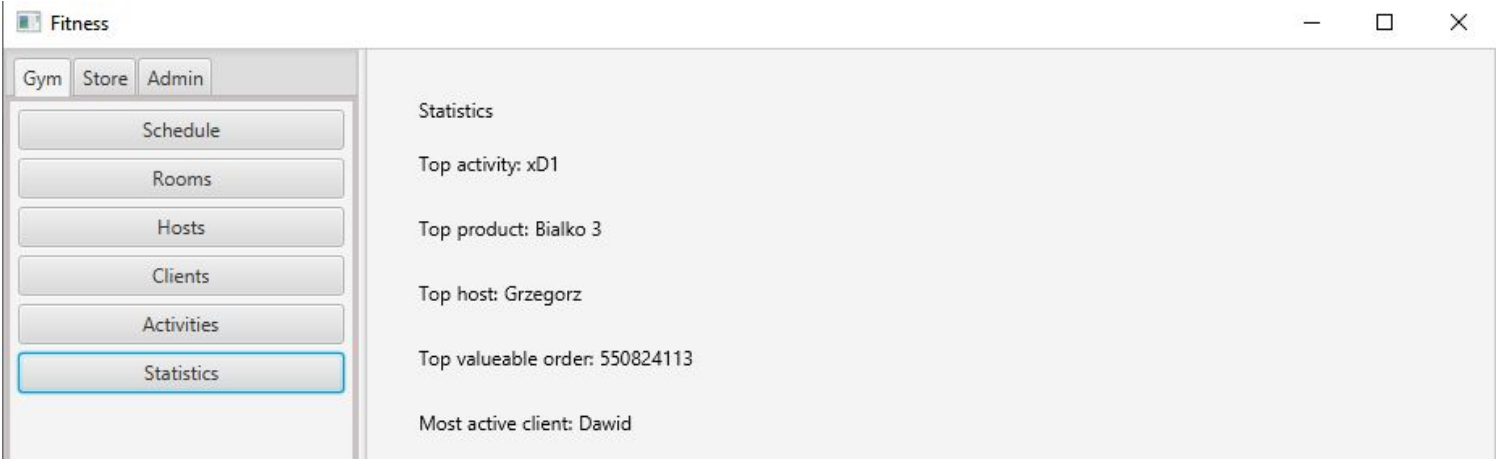 Fitness
Gym Store Admin
Schedule
Rooms
Hosts
Clients
Activities
Statistics
Statistics
Top activity: xD1
Top product: Bialko 3
Top host: Grzegorz
Top valueable order: 550824113
Most active client: Dawid